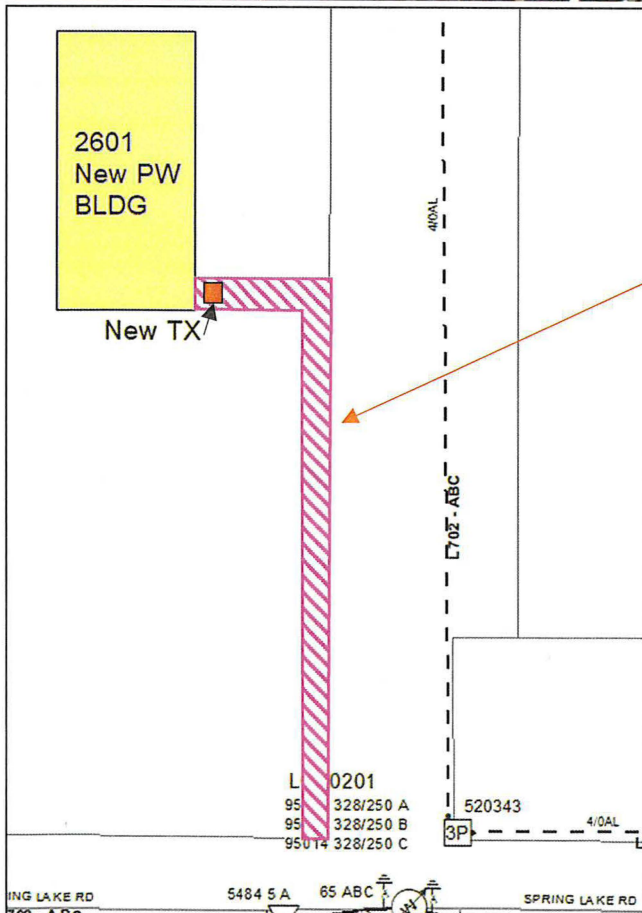 2601
New PW
BLDG
4/0AL
New TX
L702 - ABC
L 0201
95 328/250 A
95 328/250 B
95014 328/250 C
520343
3P
4/0AL
L
ING LAKE RD
5484 5 A
65 ABC
SPRING LAKE RD
W